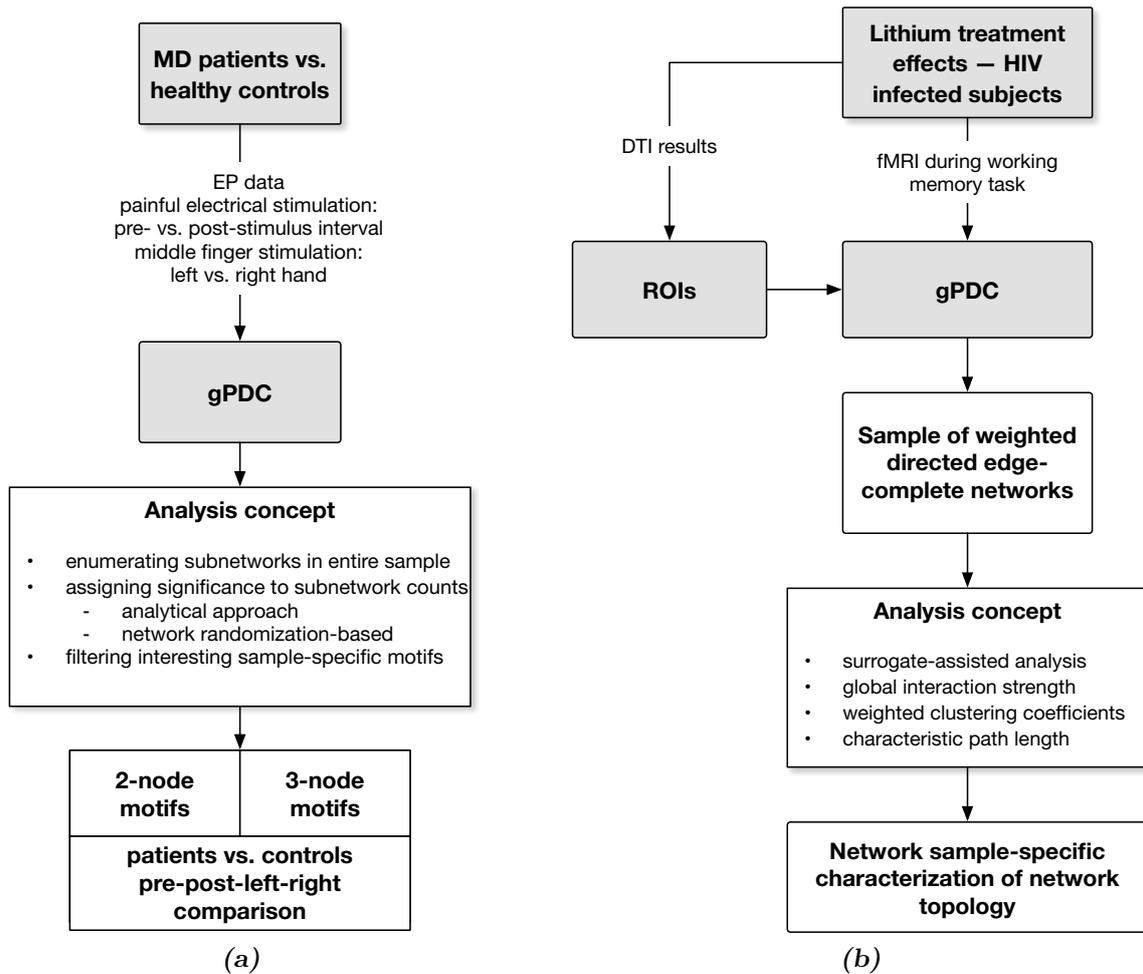 MD patients vs.
healthy controls
EP data
painful electrical stimulation:
pre- vs. post-stimulus interval
middle finger stimulation:
left vs. right hand
gPDC
Analysis concept
• enumerating subnetworks in entire sample
• assigning significance to subnetwork counts
- analytical approach
- network randomization-based
• filtering interesting sample-specific motifs
2-node
motifs
3-node
motifs
patients vs. controls
pre-post-left-right
comparison
(a)
Lithium treatment
effects — HIV
infected subjects
DTI results
fMRI during working
memory task
ROIs
gPDC
Sample of weighted
directed edge-
complete networks
Analysis concept
• surrogate-assisted analysis
• global interaction strength
• weighted clustering coefficients
• characteristic path length
Network sample-specific
characterization of network
topology
(b)